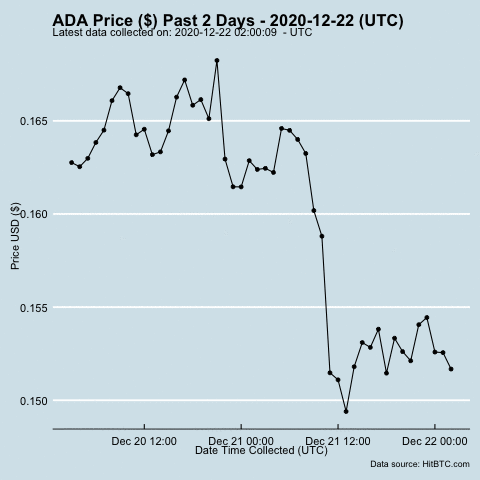 ADA Price ($) Past 2 Days - 2020-12-22 (UTC)
Latest data collected on: 2020-12-22 02:00:09  - UTC
0.165
0.160
0.155
0.150
Price USD ($)
Dec 20 12:00 Dec 21 00:00 Dec 21 12:00 Dec 22 00:00
Date Time Collected (UTC)
Data source: HitBTC.com